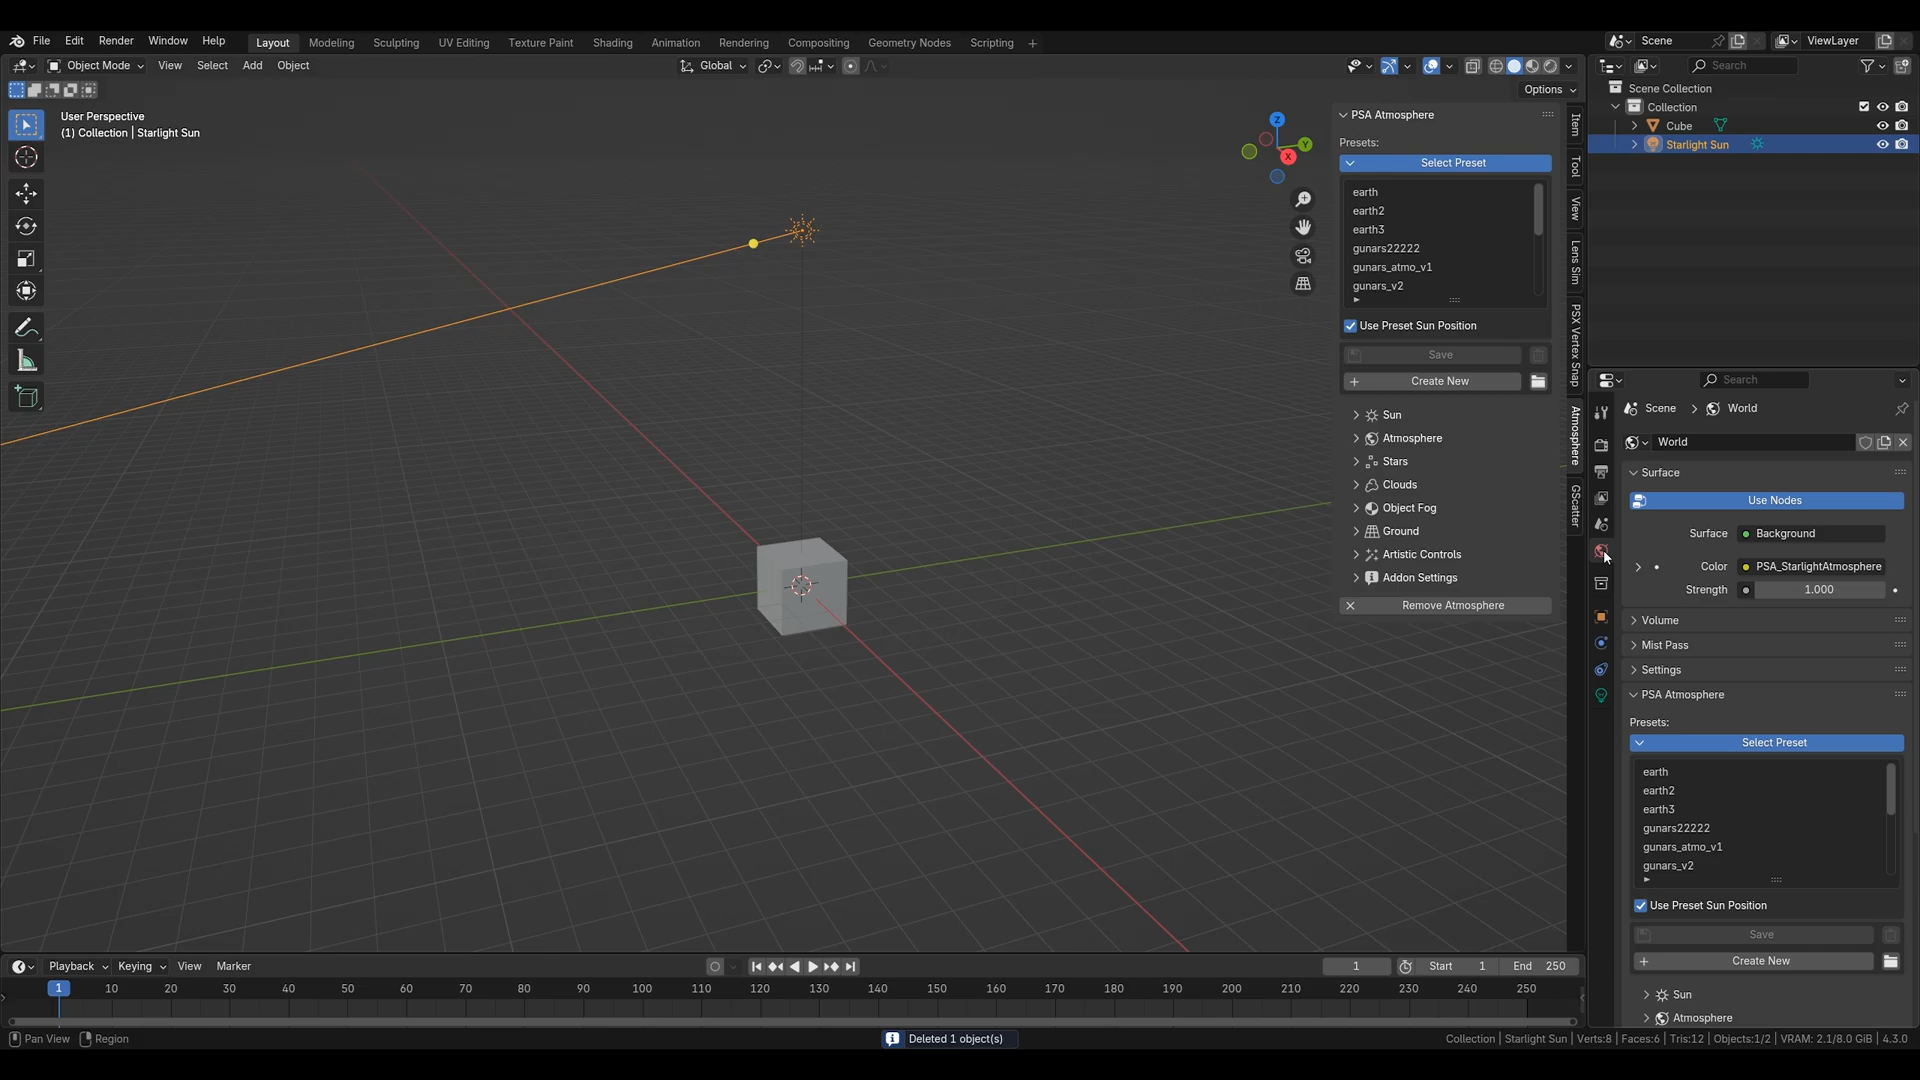 File Edit Render Window Help Layout Modeling Sculpting UV Editing Texture Paint Shading Animation Rendering Compositing Geometry Nodes Scripting + Scene ViewLayer
Object Mode View Select Add Object Global Search
Options
User Perspective
(1) Collection | Starlight Sun
Z
Y
X
PSA Atmosphere
Presets:
Select Preset
earth
earth2
earth3
gunars22222
gunars_atmo_v1
gunars_v2
Use Preset Sun Position
Save
Create New
Sun
Atmosphere
Stars
Clouds
Object Fog
Ground
Artistic Controls
Addon Settings
Remove Atmosphere
Item
Tool
View
Lens Sim
PSX Vertex Snap
Atmosphere
GScatter
Scene Collection
Collection
Cube
Starlight Sun
Search
Scene World
World
Surface
Use Nodes
Surface Background
Color PSA_StarlightAtmosphere
Strength 1.000
Volume
Mist Pass
Settings
PSA Atmosphere
Presets:
Select Preset
earth
earth2
earth3
gunars22222
gunars_atmo_v1
gunars_v2
Use Preset Sun Position
Save
Create New
Sun
Atmosphere
Playback Keying View Marker 1 Start 1 End 250
1 10 20 30 40 50 60 70 80 90 100 110 120 130 140 150 160 170 180 190 200 210 220 230 240 250
Pan View Region Deleted 1 object(s) Collection | Starlight Sun | Verts:8 | Faces:6 | Tris:12 | Objects:1/2 | VRAM: 2.1/8.0 GiB | 4.3.0